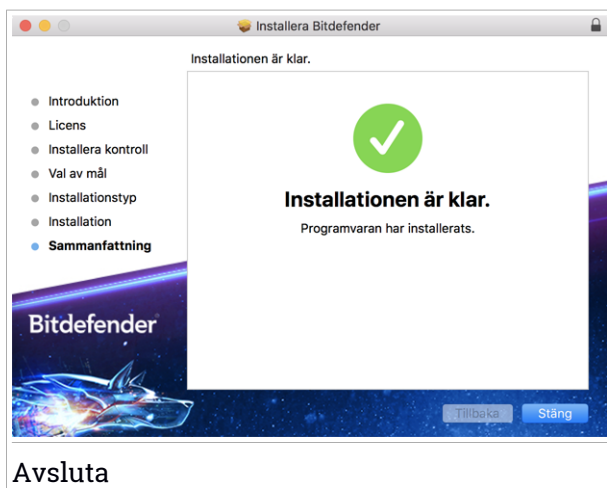 Installera Bitdefender
Installationen är klar.
Introduktion
Licens
Installera kontroll
Val av mål
Installationstyp
Installation
Sammanfattning
Installationen är klar.
Programvaran har installerats.
Bitdefender
Tillbaka
Stäng
Avsluta